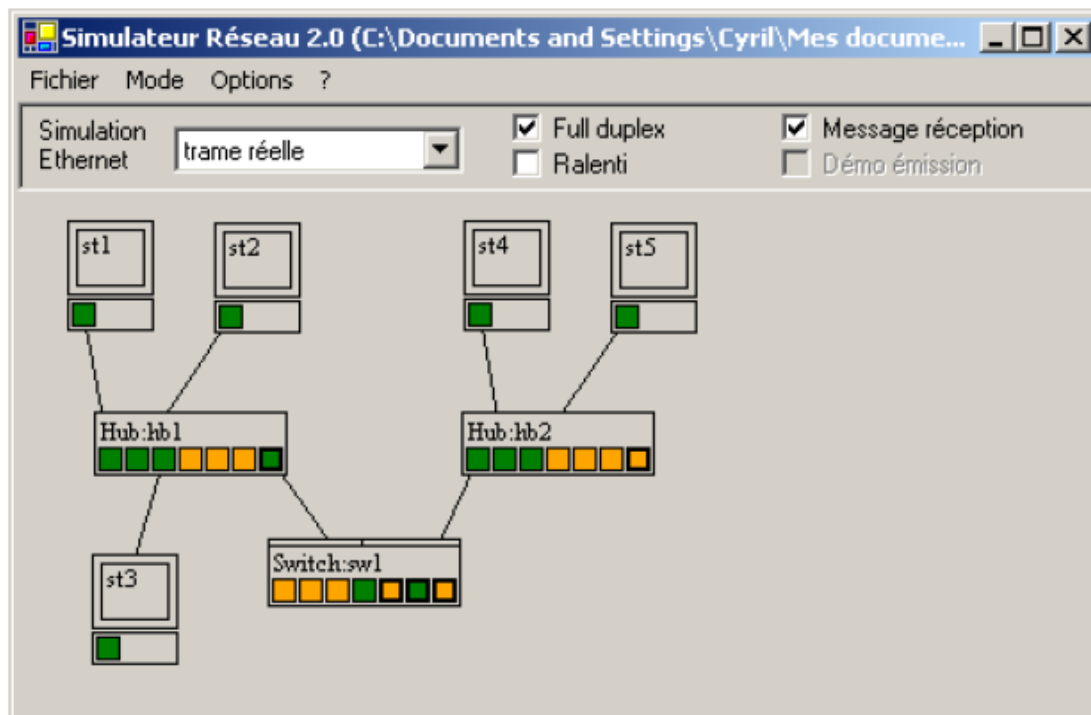 Simulateur Réseau 2.0 (C:\Documents and Settings\Cyril\Mes docume...
Fichier Mode Options ?
Simulation
Ethernet
trame réelle
Full duplex
Ralenti
Message réception
Démo émission
st1
st2
st4
st5
Hub:hb1
Hub:hb2
st3
Switch:sw1